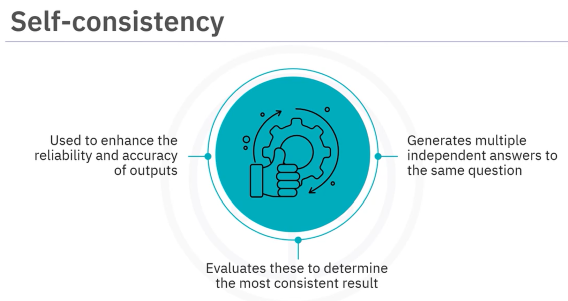 Self-consistency
Used to enhance the
reliability and accuracy
of outputs
Generates multiple
independent answers to
the same question
Evaluates these to determine
the most consistent result